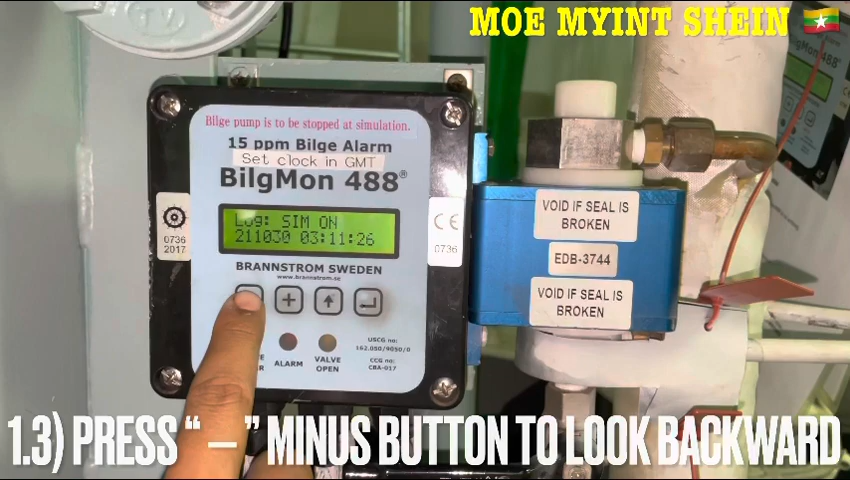 MOE MYINT SHEIN
Bilge pump is to be stopped at simulation.
15 ppm Bilge Alarm
Set clock in GMT
BilgMon 488®
Log: SIM ON
211030 03:11:26
0736
2017
CE
0736
BRANNSTROM SWEDEN
www.brannstrom.se
ALARM
VALVE
OPEN
USCG no:
162.050/9050/0
CCG no:
CBA-017
VOID IF SEAL IS
BROKEN
EDB-3744
VOID IF SEAL IS
BROKEN
1.3) PRESS “ – ” MINUS BUTTON TO LOOK BACKWARD